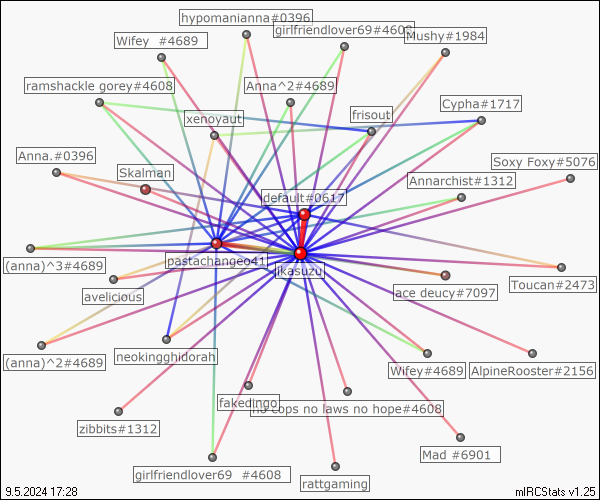 hypomanianna#0396
girlfriendlover69#4608
Mushy#1984
Wifey #4689
ramshackle gorey#4608
Anna^2#4689
Cypha#1717
xenoyaut
frisout
Anna.#0396
Soxy Foxy#5076
Skalman
Annarchist#1312
default#0617
pastachangeo41
jkasuzu
(anna)^3#4689
Toucan#2473
avelicious
ace deucy#7097
neokingghidorah
(anna)^2#4689
Wifey#4689
AlpineRooster#2156
fakedingo
cops no laws no hope#4608
zibbits#1312
Mad #6901
girlfriendlover69 #4608
rattgaming
9.5.2024 17:28
mIRCStats v1.25